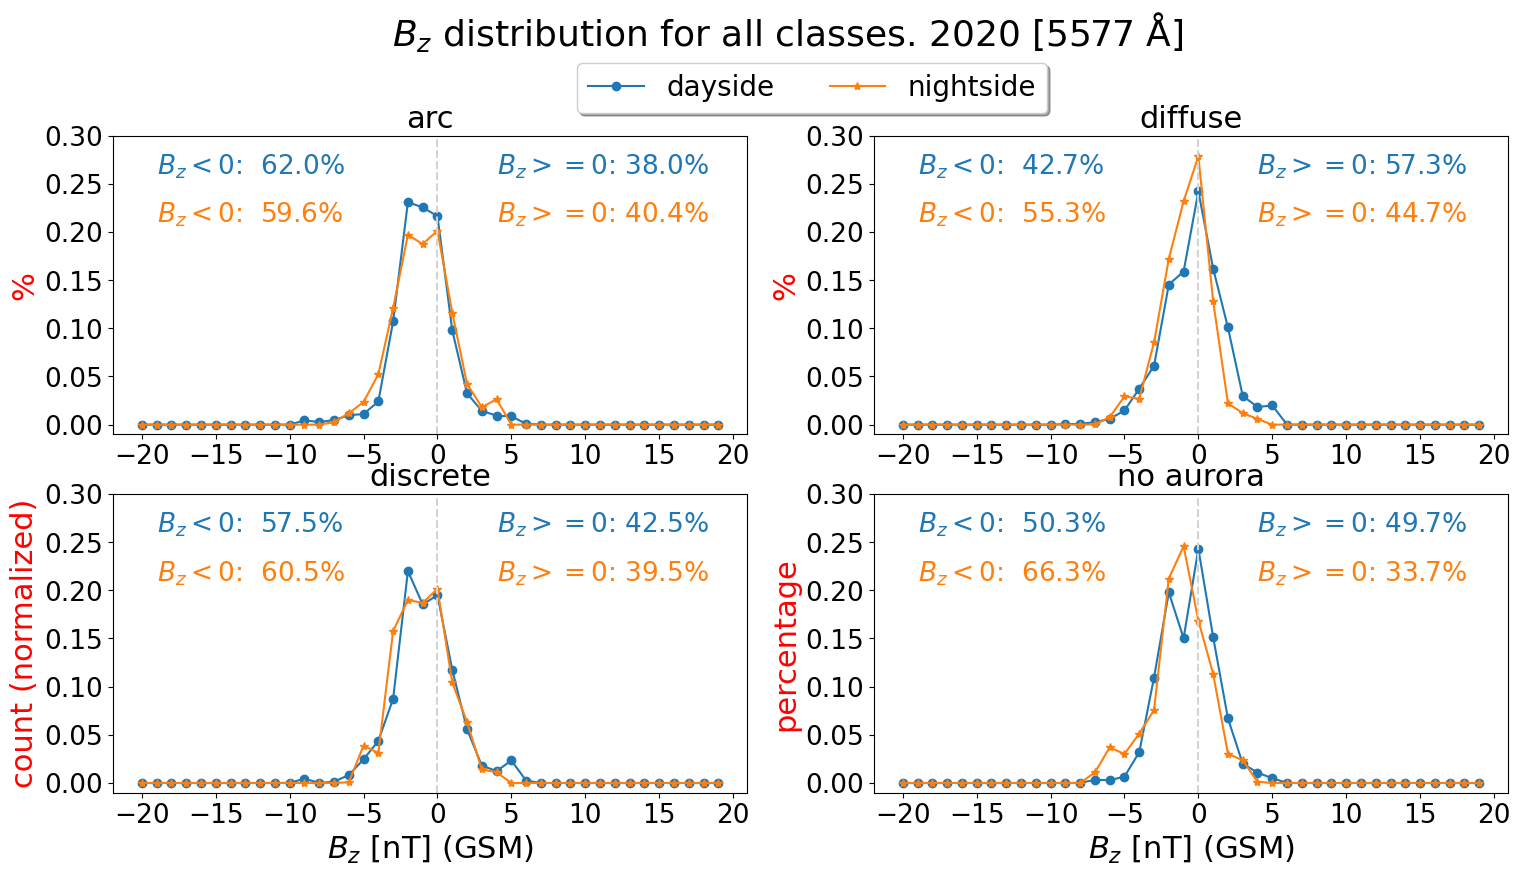 B_z distribution for all classes. 2020 [5577 Å]
dayside nightside
arc
0.30
0.25
0.20
0.15
0.10
0.05
0.00
%
B_z < 0: 62.0% B_z >= 0: 38.0%
B_z < 0: 59.6% B_z >= 0: 40.4%
−20 −15 −10 −5 0 5 10 15 20
diffuse
0.30
0.25
0.20
0.15
0.10
0.05
0.00
%
B_z < 0: 42.7% B_z >= 0: 57.3%
B_z < 0: 55.3% B_z >= 0: 44.7%
−20 −15 −10 −5 0 5 10 15 20
discrete
0.30
0.25
0.20
0.15
0.10
0.05
0.00
count (normalized)
B_z < 0: 57.5% B_z >= 0: 42.5%
B_z < 0: 60.5% B_z >= 0: 39.5%
−20 −15 −10 −5 0 5 10 15 20
B_z [nT] (GSM)
no aurora
0.30
0.25
0.20
0.15
0.10
0.05
0.00
percentage
B_z < 0: 50.3% B_z >= 0: 49.7%
B_z < 0: 66.3% B_z >= 0: 33.7%
−20 −15 −10 −5 0 5 10 15 20
B_z [nT] (GSM)